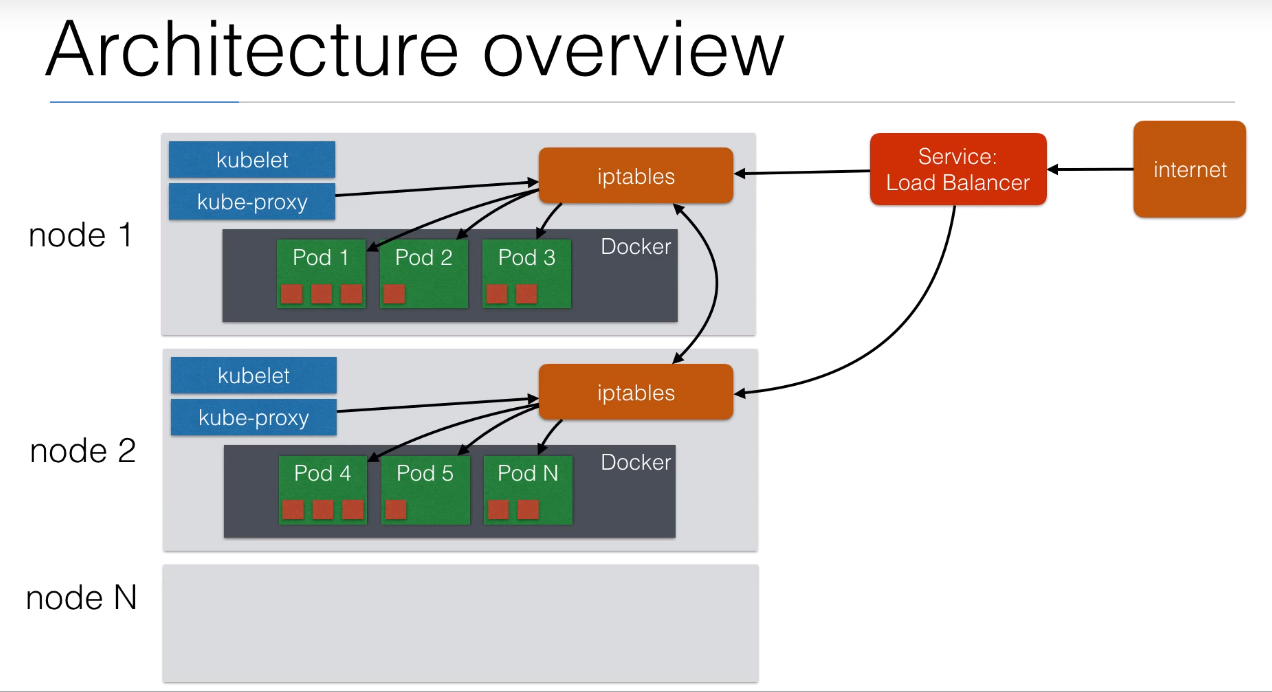 Architecture overview
node 1
kubelet
kube-proxy
iptables
Docker
Pod 1
Pod 2
Pod 3
Service:
Load Balancer
internet
node 2
kubelet
kube-proxy
iptables
Docker
Pod 4
Pod 5
Pod N
node N